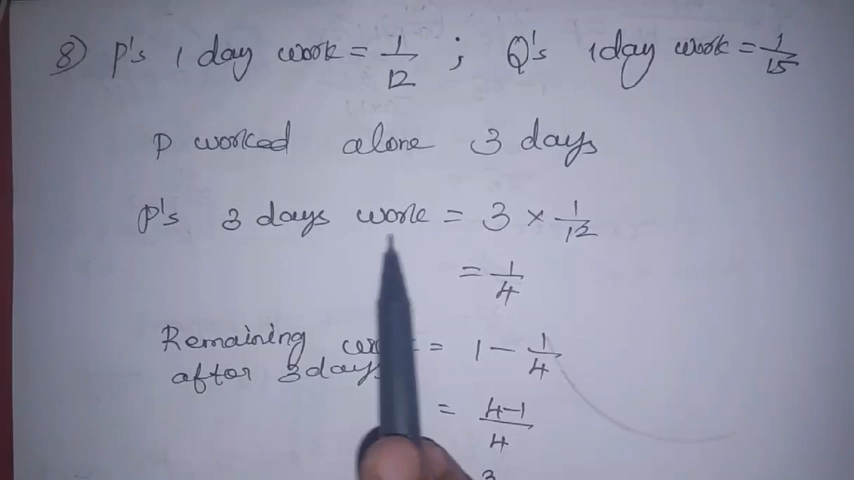 8) P's 1 day work = 1/12 ; Q's 1 day work = 1/15
P worked alone 3 days
P's 3 days work = 3 × 1/12
= 1/4
Remaining = 1 - 1/4
after 3 days
= 4-1/4
3